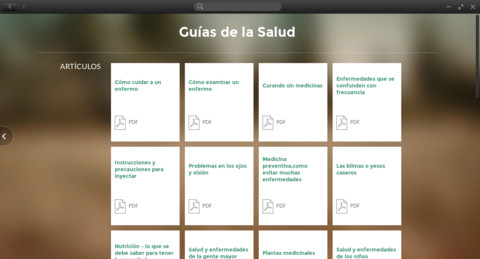 Guías de la Salud
ARTÍCULOS
Cómo cuidar a un
enfermo
PDF
Cómo examinar un
enfermo
PDF
Curando sin medicinas
PDF
Enfermedades que se
confunden con
frecuencia
PDF
Instrucciones y
precauciones para
inyectar
PDF
Problemas en los ojos
y visión
PDF
Medicina
preventiva,como
evitar muchas
enfermedades
PDF
Las bilmas o yesos
caseros
PDF
Nutrición - lo que se
debe saber para tener
Salud y enfermedades
de la gente mayor
Plantas medicinales
Salud y enfermedades
de los niños